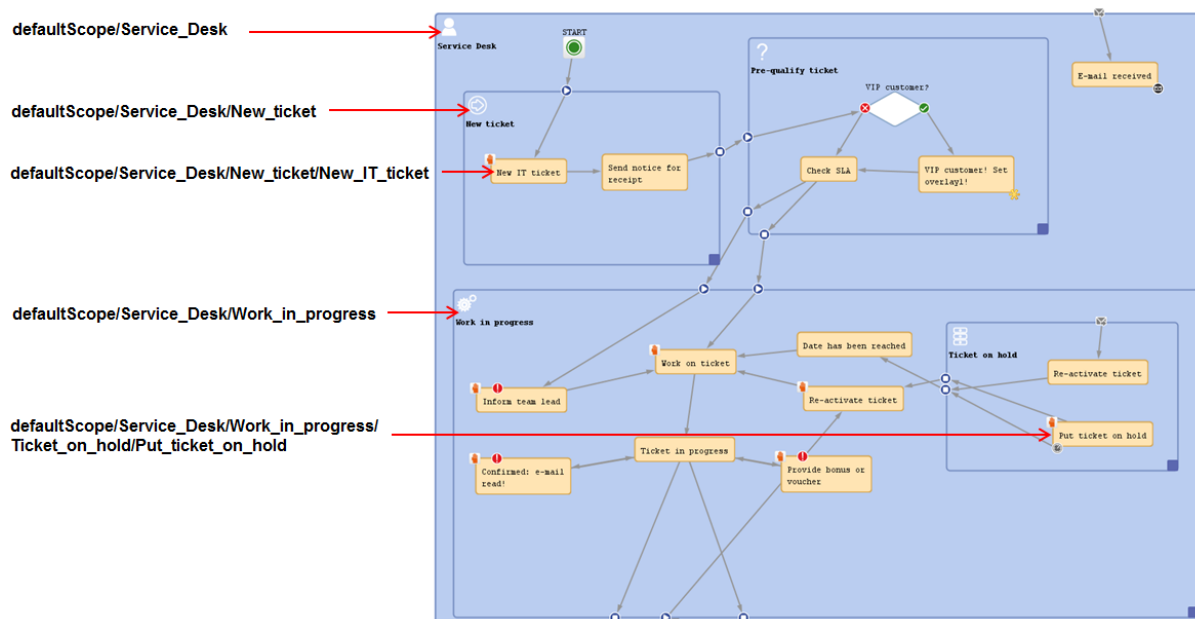 defaultScope/Service_Desk
Service Desk
START
Pre-qualify ticket
E-mail received
VIP customer?
defaultScope/Service_Desk/New_ticket
New ticket
defaultScope/Service_Desk/New_ticket/New_IT_ticket
New IT ticket
Send notice for
receipt
Check SLA
VIP customer! Set
overlay1!
defaultScope/Service_Desk/Work_in_progress
Work in progress
Date has been reached
Ticket on hold
Work on ticket
Re-activate ticket
Inform team lead
Re-activate ticket
defaultScope/Service_Desk/Work_in_progress/
Ticket_on_hold/Put_ticket_on_hold
Put ticket on hold
Ticket in progress
Confirmed: e-mail
read!
Provide bonus or
voucher